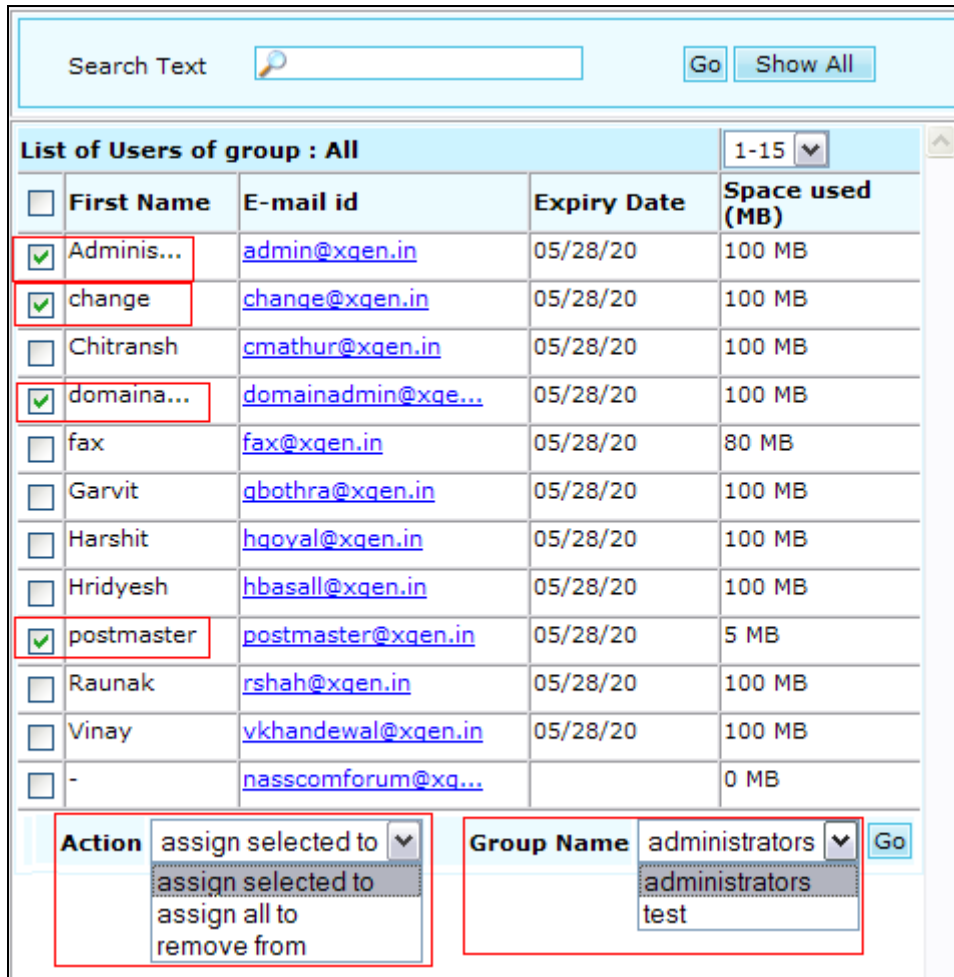 Search Text Go Show All
List of Users of group : All 1-15
First Name E-mail id Expiry Date Space used (MB)
Adminis... admin@xgen.in 05/28/20 100 MB
change change@xgen.in 05/28/20 100 MB
Chitransh cmathur@xgen.in 05/28/20 100 MB
domaina... domainadmin@xge... 05/28/20 100 MB
fax fax@xgen.in 05/28/20 80 MB
Garvit gbothra@xgen.in 05/28/20 100 MB
Harshit hgoyal@xgen.in 05/28/20 100 MB
Hridyesh hbasall@xgen.in 05/28/20 100 MB
postmaster postmaster@xgen.in 05/28/20 5 MB
Raunak rshah@xgen.in 05/28/20 100 MB
Vinay vkhandewal@xgen.in 05/28/20 100 MB
- nasscomforum@xg... 0 MB
Action assign selected to Group Name administrators Go
assign selected to administrators
assign all to test
remove from